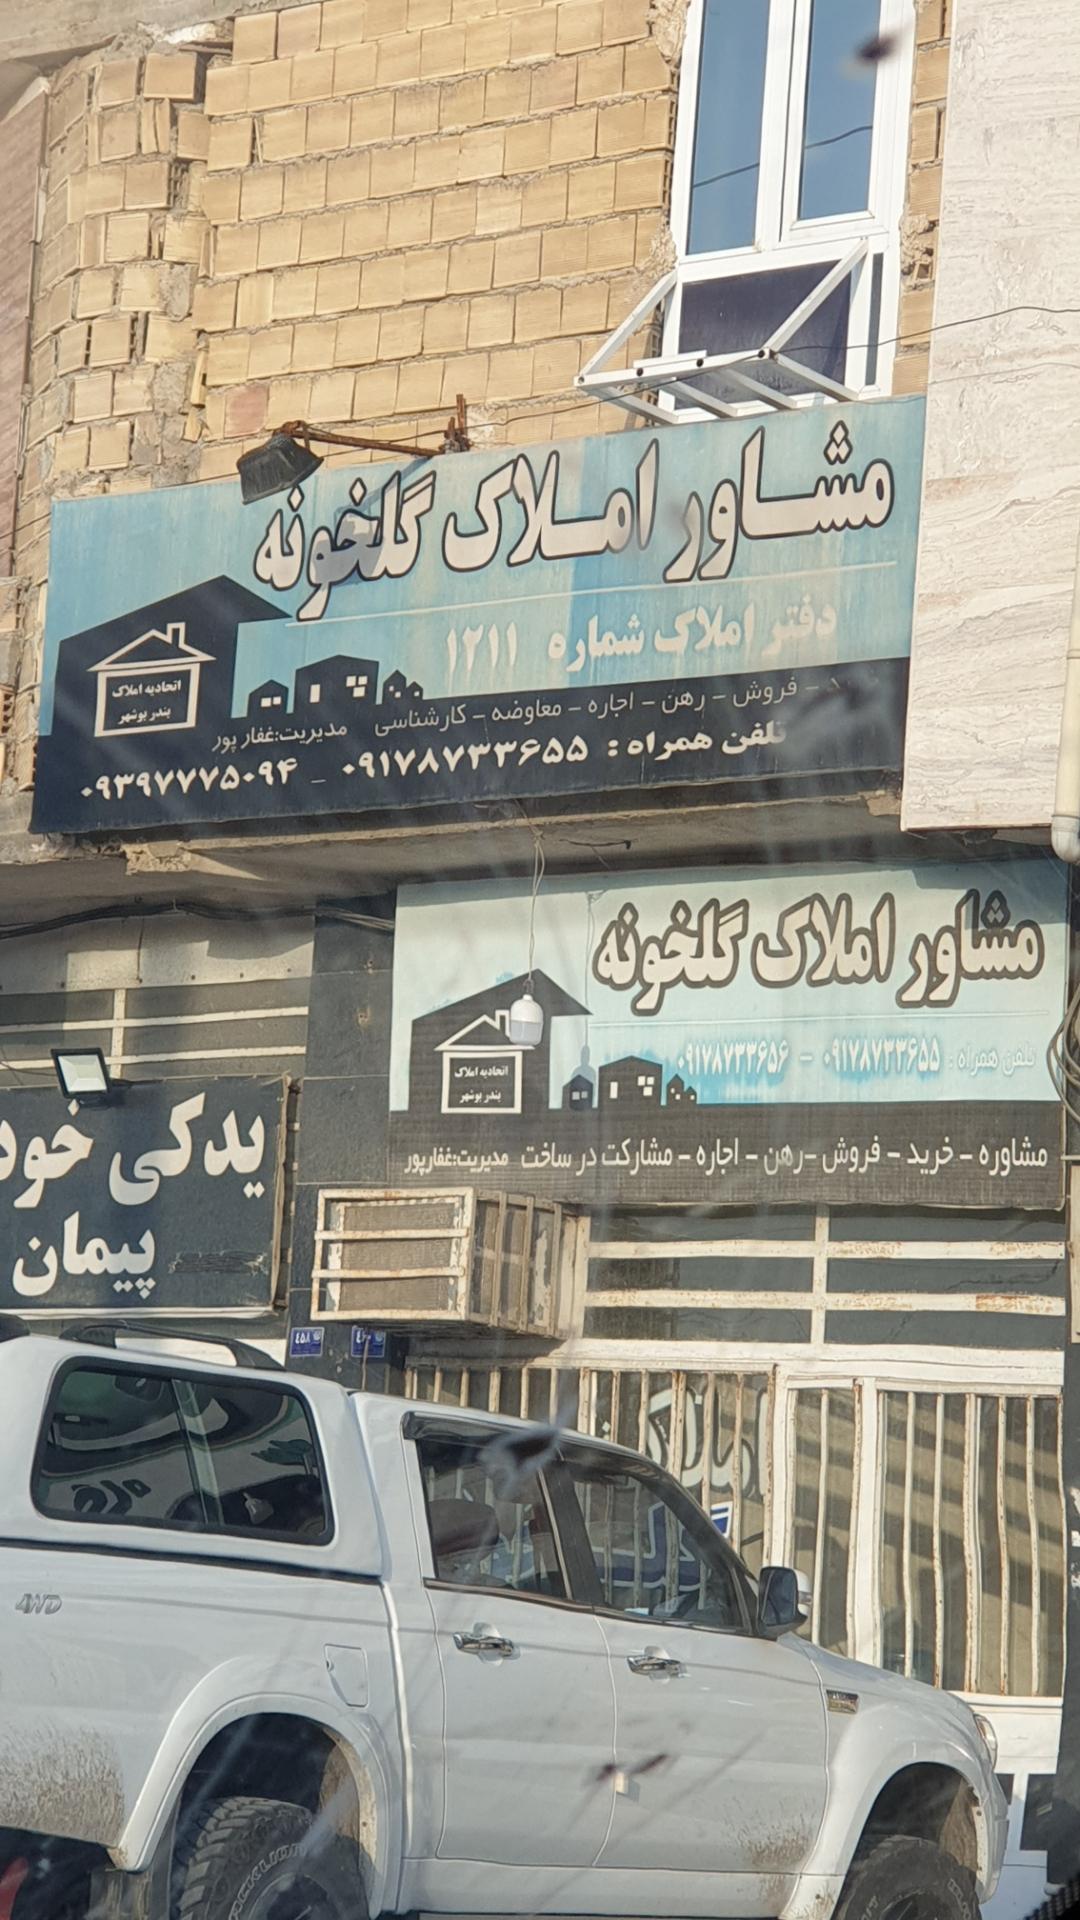 مشاور املاک گلخونه
دفتر املاک شماره ۱۲۱۱
اتحادیه املاک
بندر بوشهر
فروش - رهن - اجاره - معاوضه - کارشناسی مدیریت:غفار پور
تلفن همراه : ۰۹۱۷۸۷۳۳۶۵۵ - ۰۹۳۹۷۷۷۵۰۹۴
مشاور املاک گلخونه
تلفن همراه : ۰۹۱۷۸۷۳۳۶۵۵ - ۰۹۱۷۸۷۳۳۶۵۶
اتحادیه املاک
بندر بوشهر
مشاوره - خرید - فروش -رهن - اجاره - مشارکت در ساخت مدیریت:غفارپور
یدکی خود
پیمان
۴۵۸
املاک
4WD